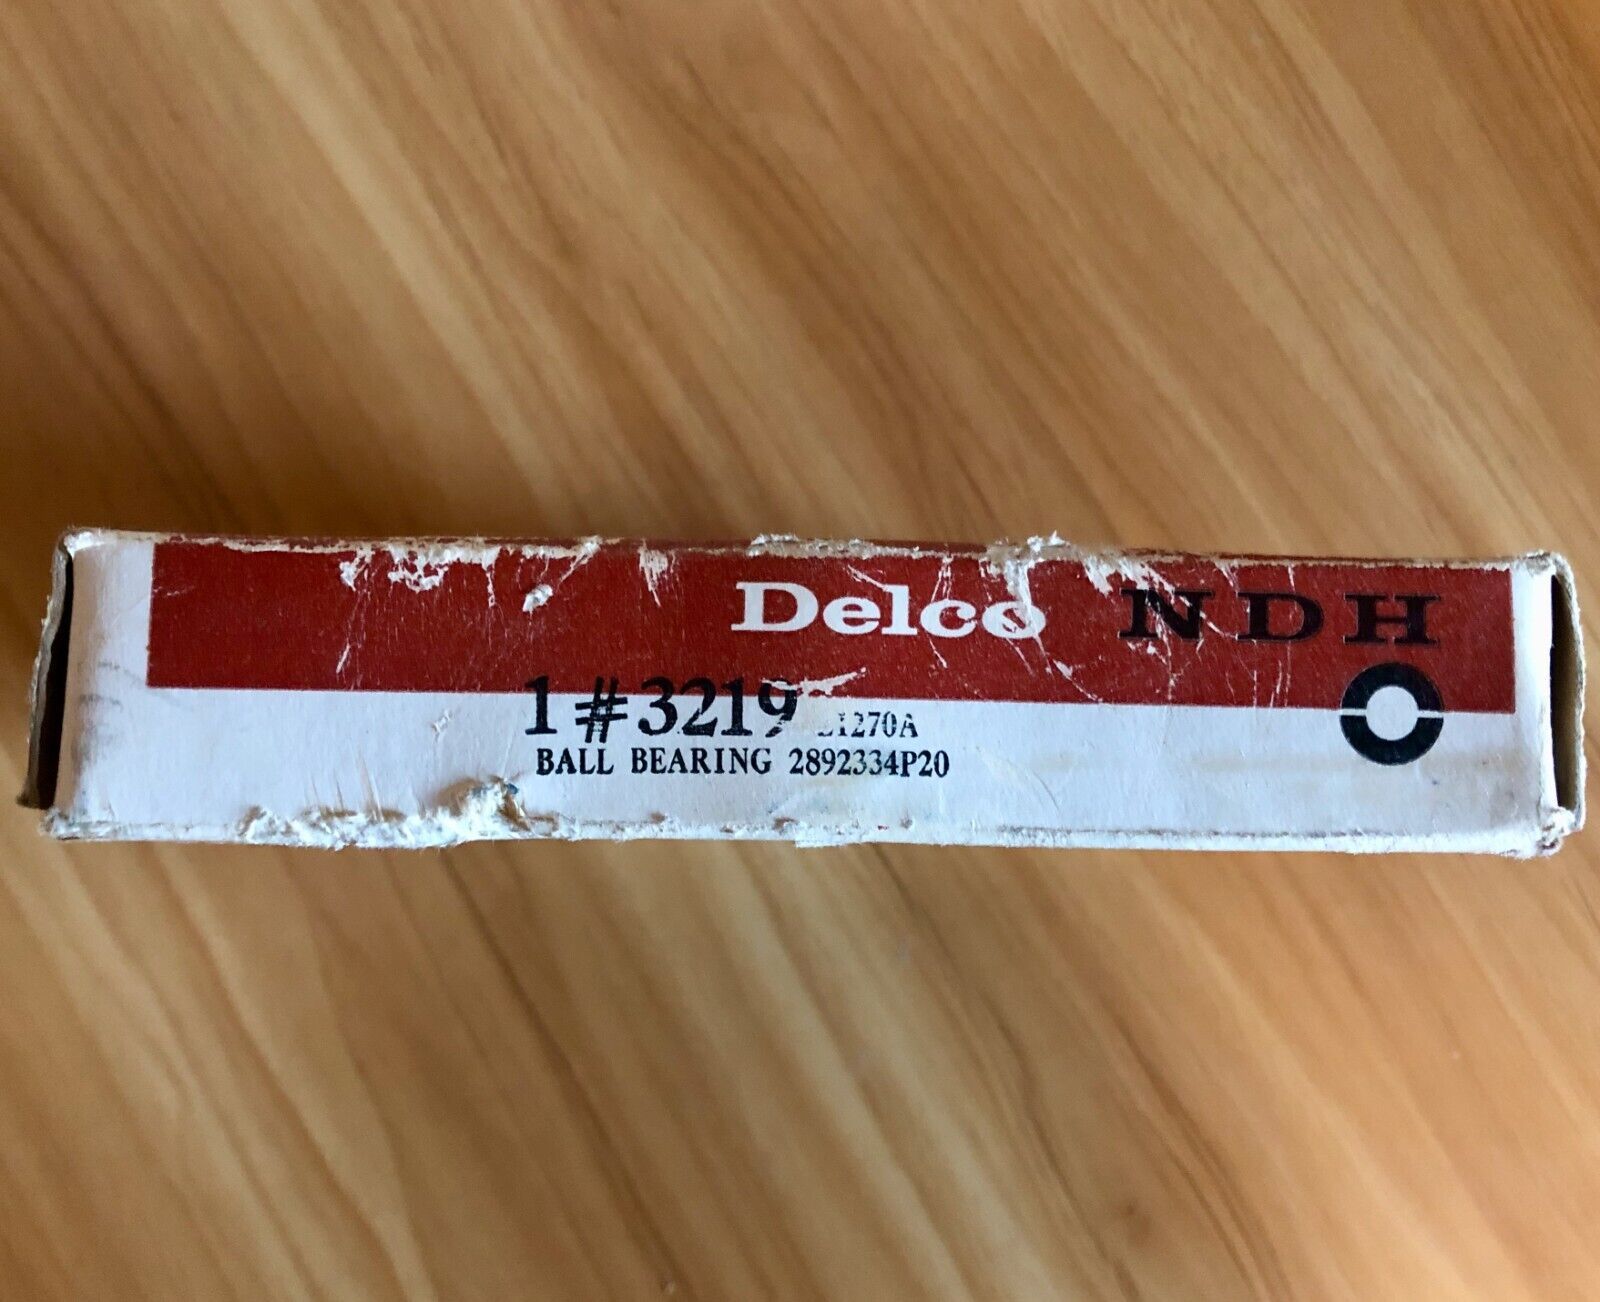 Delco NDH
1 #3219
BALL BEARING 2892334P20